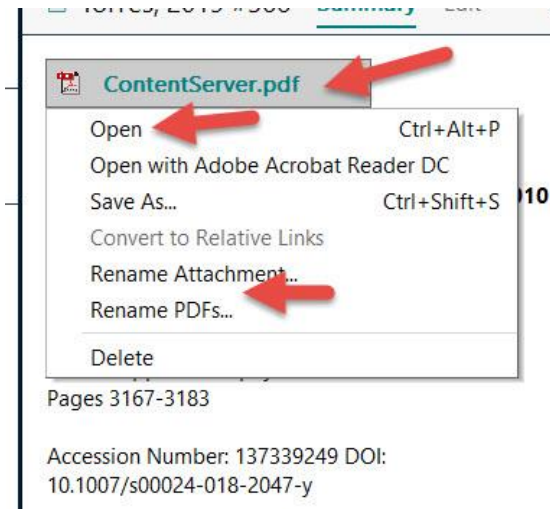 Torres, 2019 #300 Summary Edit
ContentServer.pdf
Open Ctrl+Alt+P
Open with Adobe Acrobat Reader DC
Save As... Ctrl+Shift+S
910
Convert to Relative Links
Rename Attachment...
Rename PDFs...
Delete
Pages 3167-3183
Accession Number: 137339249 DOI:
10.1007/s00024-018-2047-y